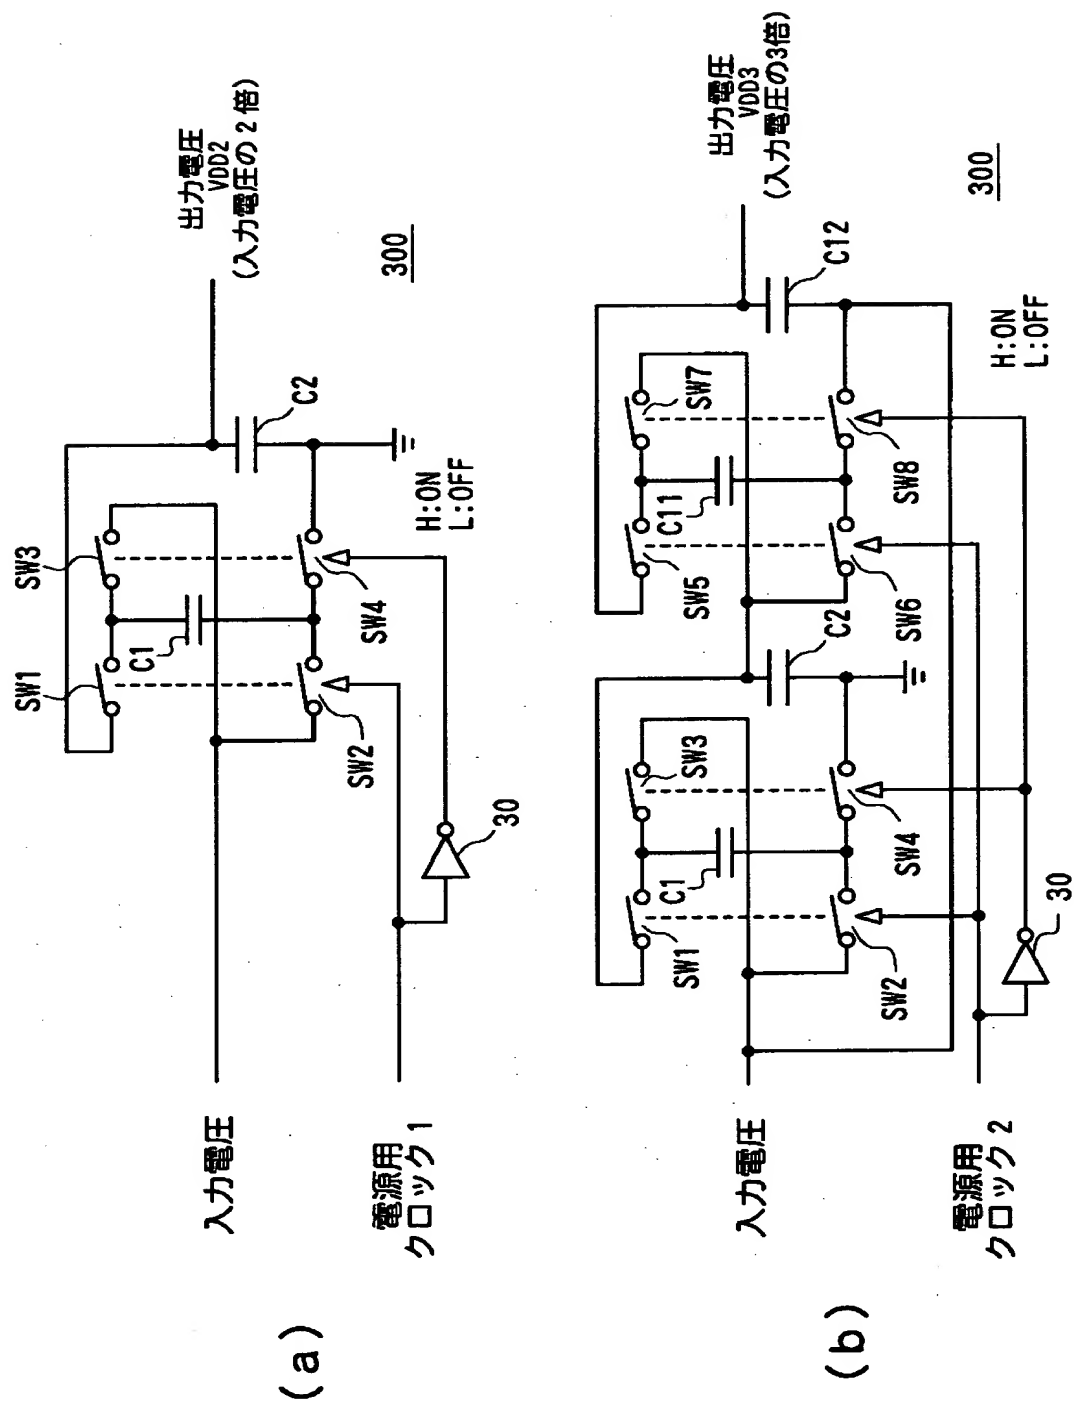 (a)
出力電圧
VDD2
(入力電圧の2倍)
300
SW1
SW3
C1
C2
SW2
SW4
H:ON
L:OFF
30
入力電圧
電源用
クロック1
(b)
出力電圧
VDD3
(入力電圧の3倍)
300
SW1
SW3
C1
C2
SW2
SW4
SW5
SW7
C11
C12
SW6
SW8
H:ON
L:OFF
30
入力電圧
電源用
クロック2